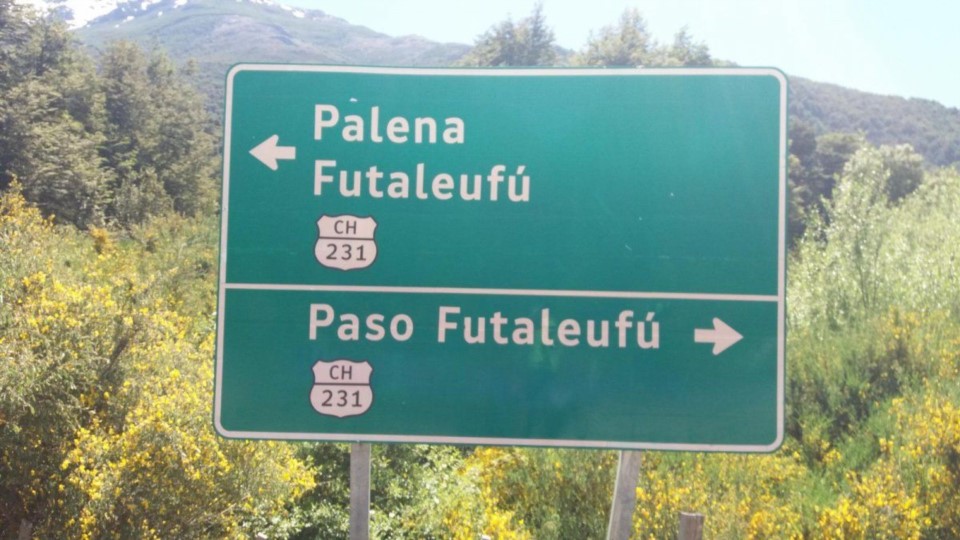 Palena
Futaleufú
CH
231
Paso Futaleufú
CH
231